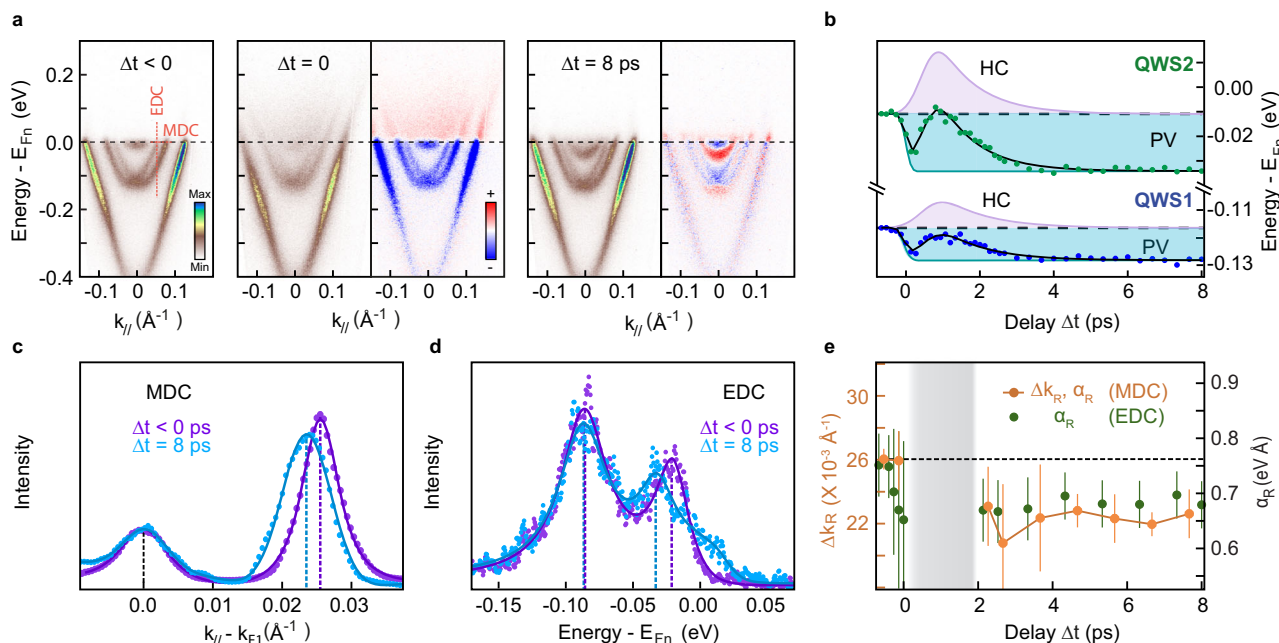 a
Δt < 0
Δt = 0
Δt = 8 ps
EDC
MDC
Max
Min
+
-
0.2
0.0
-0.2
-0.4
Energy - E_Fn (eV)
-0.1 0 0.1
-0.1 0 0.1
-0.1 0 0.1
-0.1 0 0.1
-0.1 0 0.1
k_// (Å⁻¹)
k_// (Å⁻¹)
k_// (Å⁻¹)
b
HC
QWS2
PV
HC
QWS1
PV
0.00
-0.02
-0.116
-0.13
Energy - E_Fn (eV)
0 2 4 6 8
Delay Δt (ps)
c
MDC
Δt < 0 ps
Δt = 8 ps
Intensity
0.0 0.01 0.02 0.03
k_// - k_F1 (Å⁻¹)
d
EDC
Δt < 0 ps
Δt = 8 ps
Intensity
-0.15 -0.10 -0.05 0.00 0.05
Energy - E_Fn (eV)
e
Δk_R, α_R (MDC)
α_R (EDC)
30
26
22
Δk_R (X 10⁻³ Å⁻¹)
0.9
0.8
0.7
0.6
α_R (eV Å)
0 2 4 6 8
Delay Δt (ps)